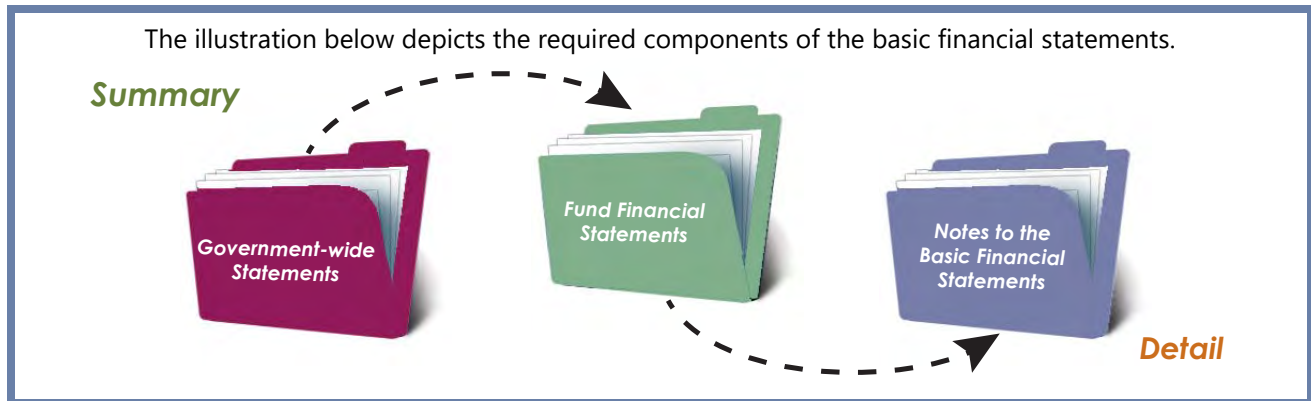 The illustration below depicts the required components of the basic financial statements.
Summary
Government-wide
Statements
Fund Financial
Statements
Notes to the
Basic Financial
Statements
Detail